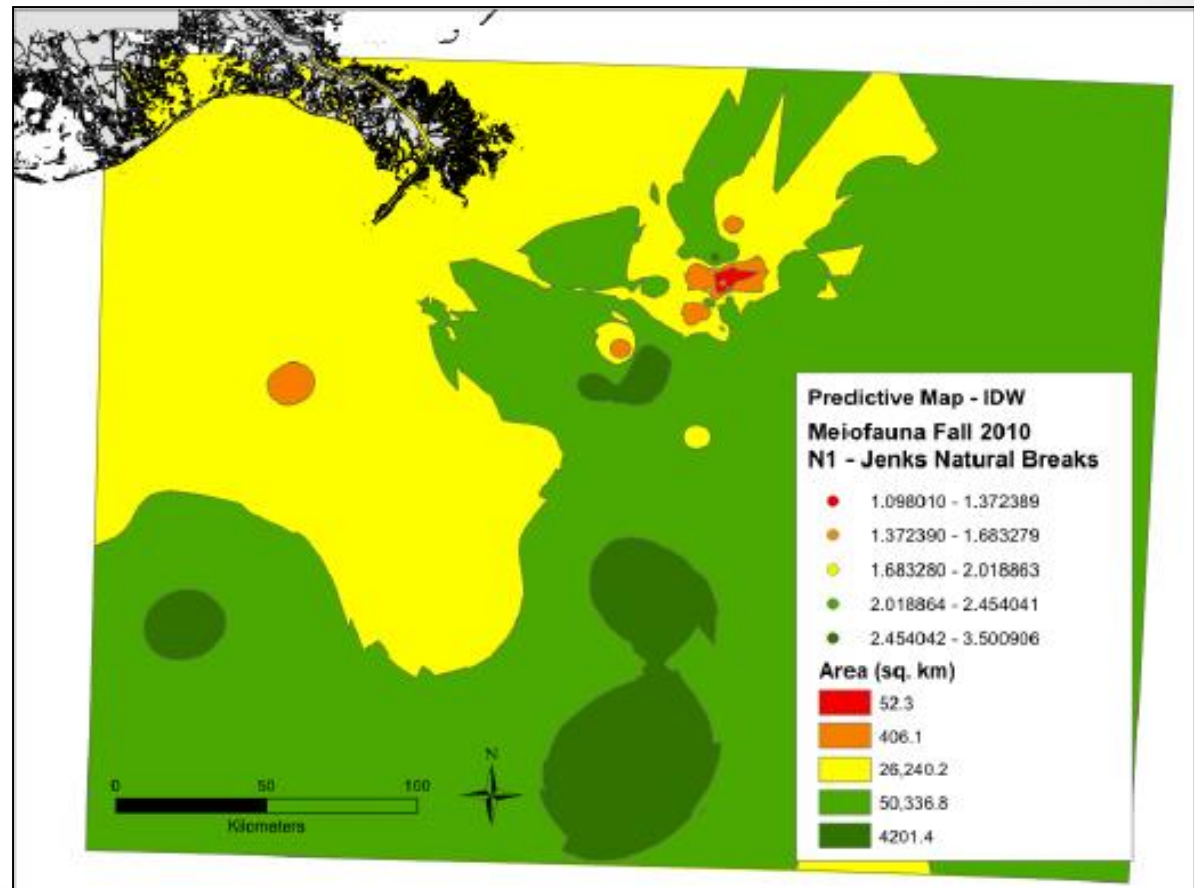 Predictive Map - IDW
Meiofauna Fall 2010
N1 - Jenks Natural Breaks
1.098010 - 1.372389
1.372390 - 1.683279
1.683280 - 2.018863
2.018864 - 2.454041
2.454042 - 3.500906
Area (sq. km)
52.3
406.1
26,240.2
50,336.8
4201.4
N
0 50 100
Kilometers